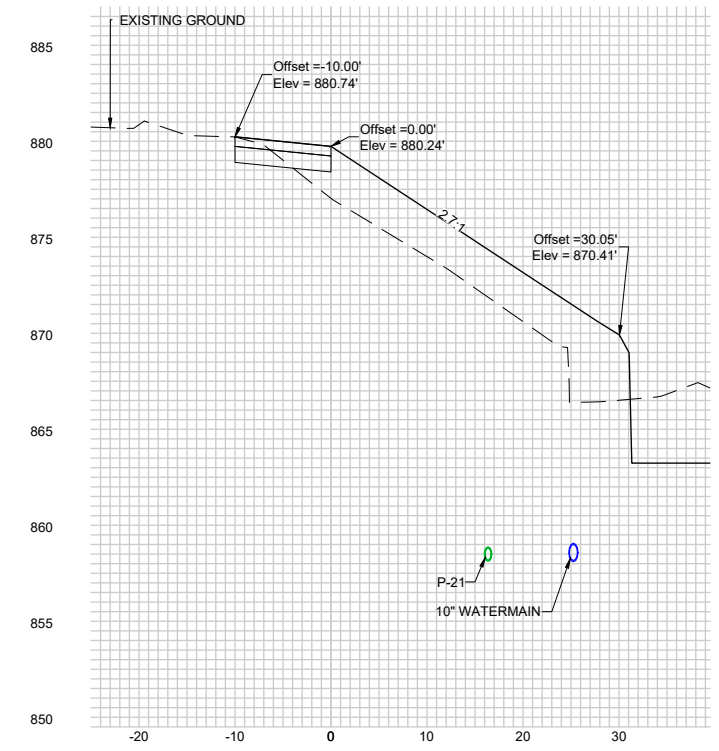 EXISTING GROUND
885
Offset =-10.00'
Elev = 880.74'
Offset =0.00'
Elev = 880.24'
880
2.7:1
875
Offset =30.05'
Elev = 870.41'
870
865
860
P-21
10" WATERMAIN
855
850
-20 -10 0 10 20 30